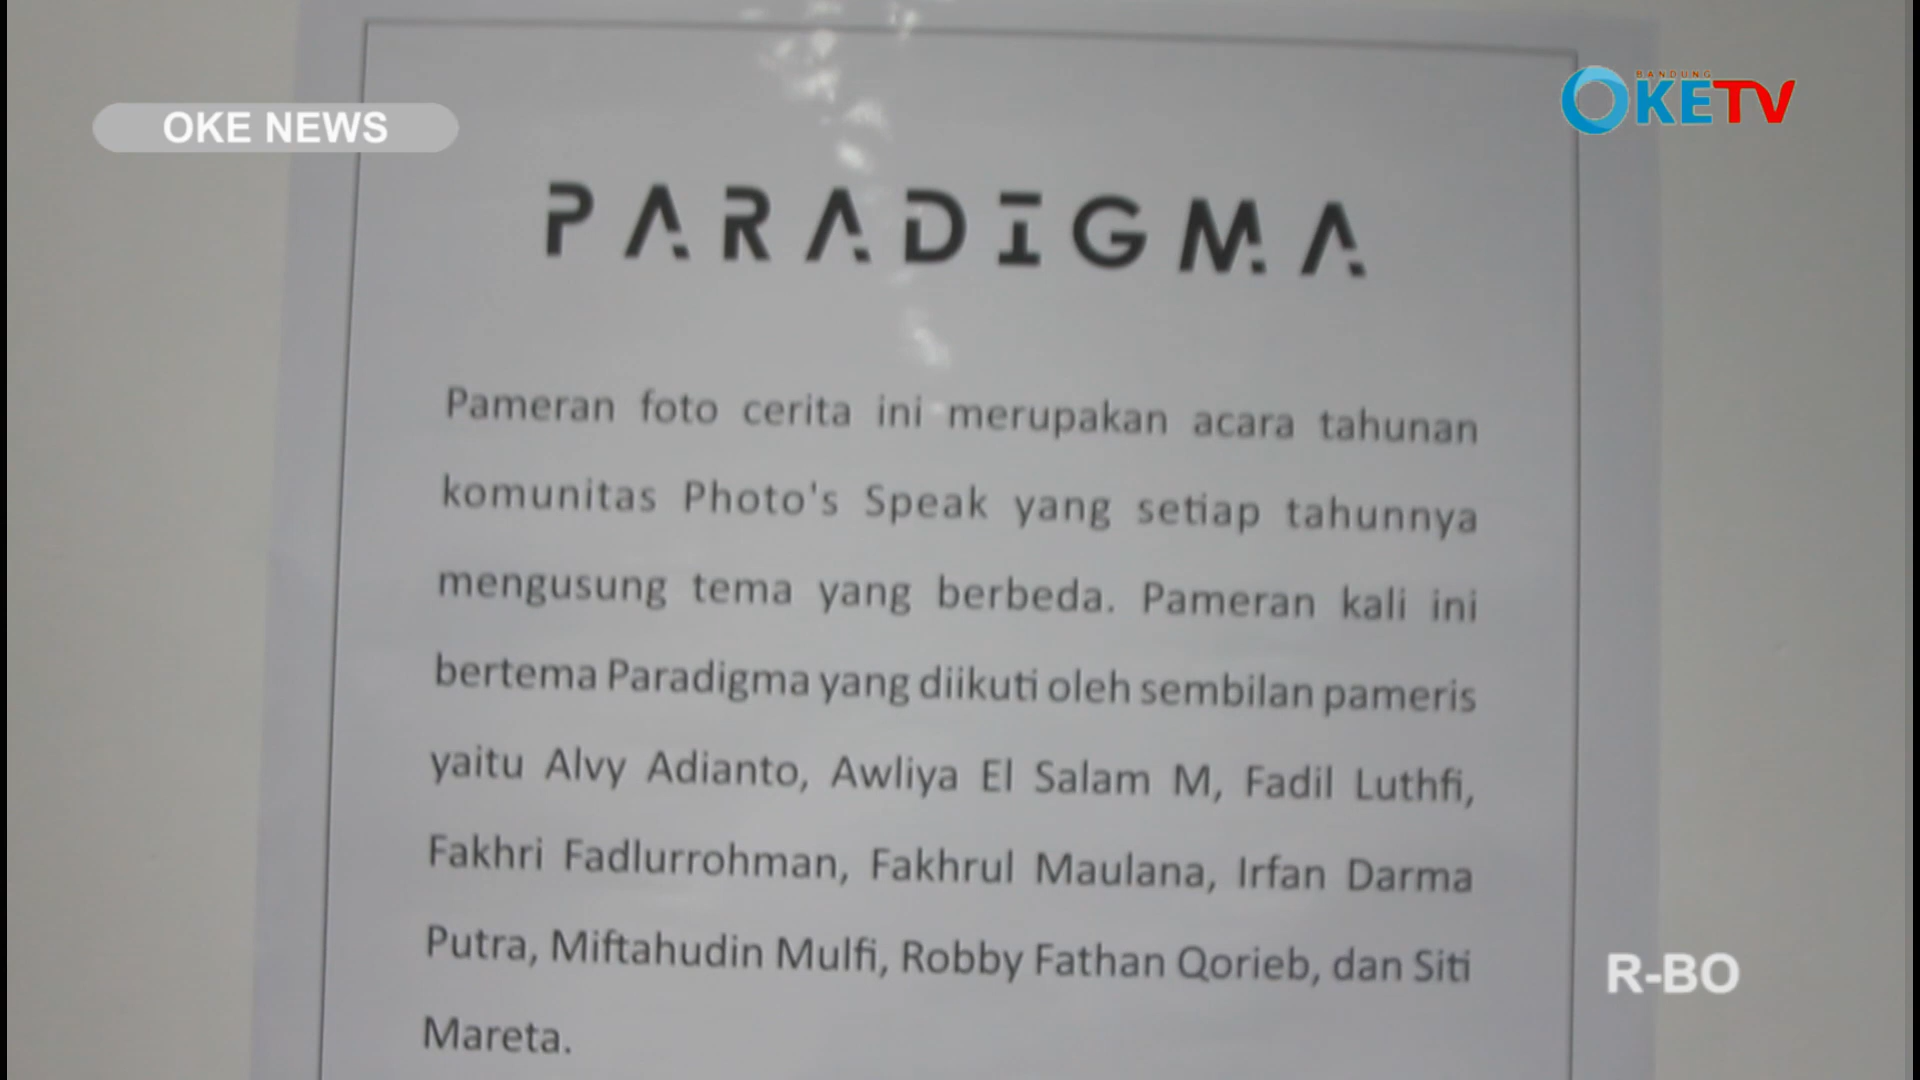 OKE NEWS
BANDUNG
OKETV
PARADIGMA
Pameran foto cerita ini merupakan acara tahunan
komunitas Photo's Speak yang setiap tahunnya
mengusung tema yang berbeda. Pameran kali ini
bertema Paradigma yang diikuti oleh sembilan pameris
yaitu Alvy Adianto, Awliya El Salam M, Fadil Luthfi,
Fakhri Fadlurrohman, Fakhrul Maulana, Irfan Darma
Putra, Miftahudin Mulfi, Robby Fathan Qorieb, dan Siti
Mareta.
R-BO